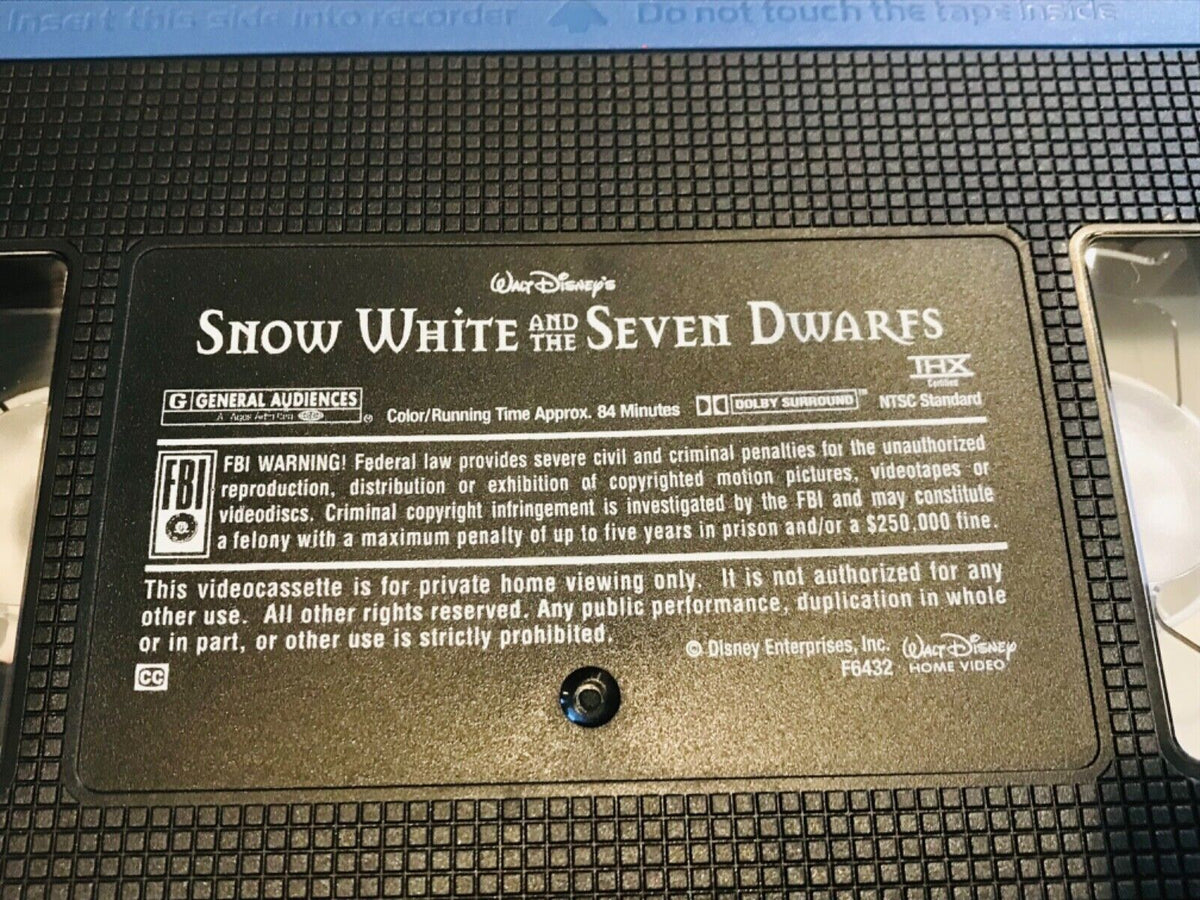 Insert this side into recorder
Do not touch the tape inside
WALT DISNEY'S
SNOW WHITE AND THE SEVEN DWARFS
THX
Certified
G GENERAL AUDIENCES
Color/Running Time Approx. 84 Minutes
DOLBY SURROUND™
NTSC Standard
FBI
FBI WARNING! Federal law provides severe civil and criminal penalties for the unauthorized
reproduction, distribution or exhibition of copyrighted motion pictures, videotapes or
videodiscs. Criminal copyright infringement is investigated by the FBI and may constitute
a felony with a maximum penalty of up to five years in prison and/or a $250.000 fine.
This videocassette is for private home viewing only. It is not authorized for any
other use. All other rights reserved. Any public performance, duplication in whole
or in part, or other use is strictly prohibited.
© Disney Enterprises, Inc.
WALT DISNEY
F6432
HOME VIDEO
CC